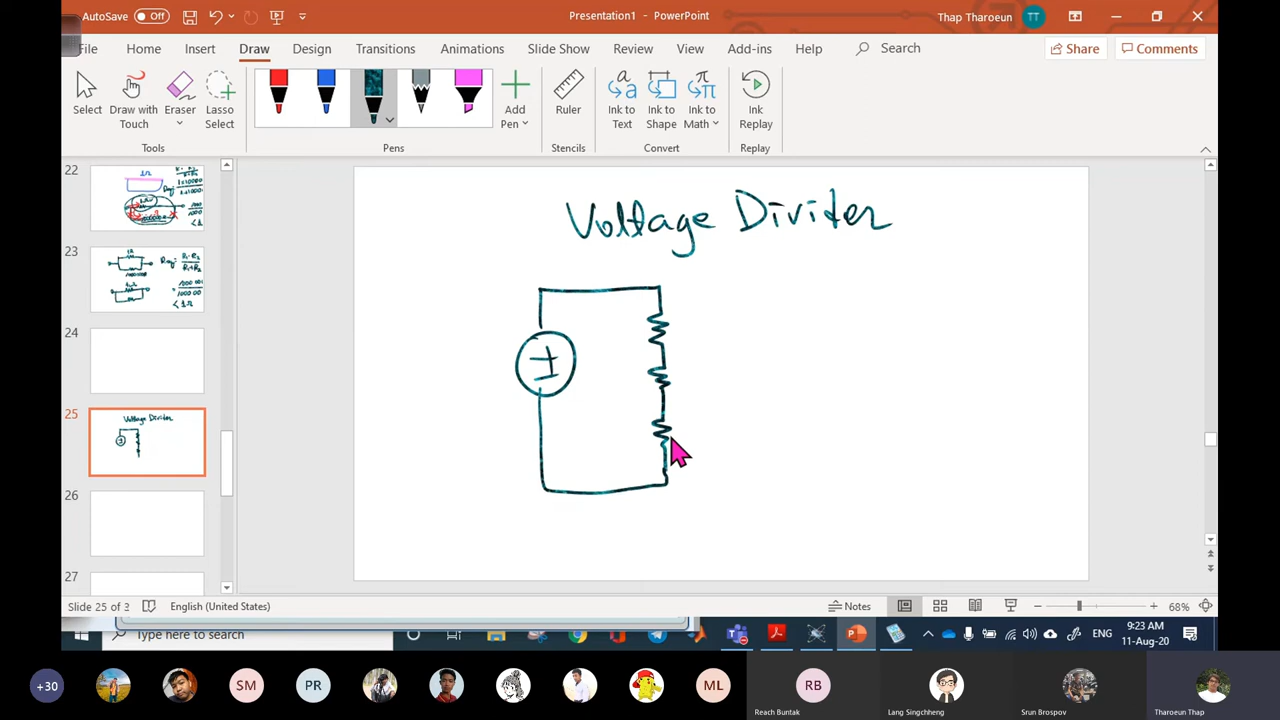 AutoSave Off
Presentation1 - PowerPoint
Thap Tharoeun TT
File Home Insert Draw Design Transitions Animations Slide Show Review View Add-ins Help Search
Share Comments
Select
Draw with Touch
Eraser
Lasso Select
Add Pen
Ruler
Ink to Text
Ink to Shape
Ink to Math
Ink Replay
Tools Pens Stencils Convert Replay
22
23
24
25
Voltage Divider
26
27
Voltage Divider
Slide 25 of 3
English (United States)
Notes
68%
Type here to search
ENG
9:23 AM
11-Aug-20
+30
SM
PR
ML
RB
Reach Buntak
Lang Singchheng
Srun Brospov
Tharoeun Thap